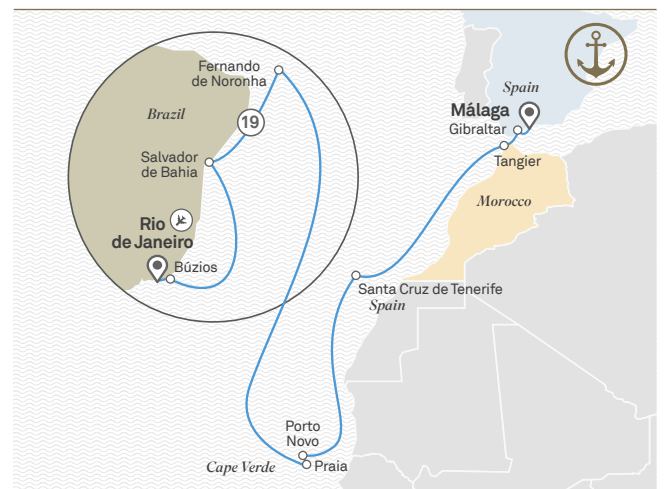 Fernando
de Noronha
Spain
Brazil
Málaga
19
Gibraltar
Salvador
de Bahia
Tangier
Morocco
Rio
de Janeiro
Búzios
Santa Cruz de Tenerife
Spain
Porto
Novo
Cape Verde
Praia